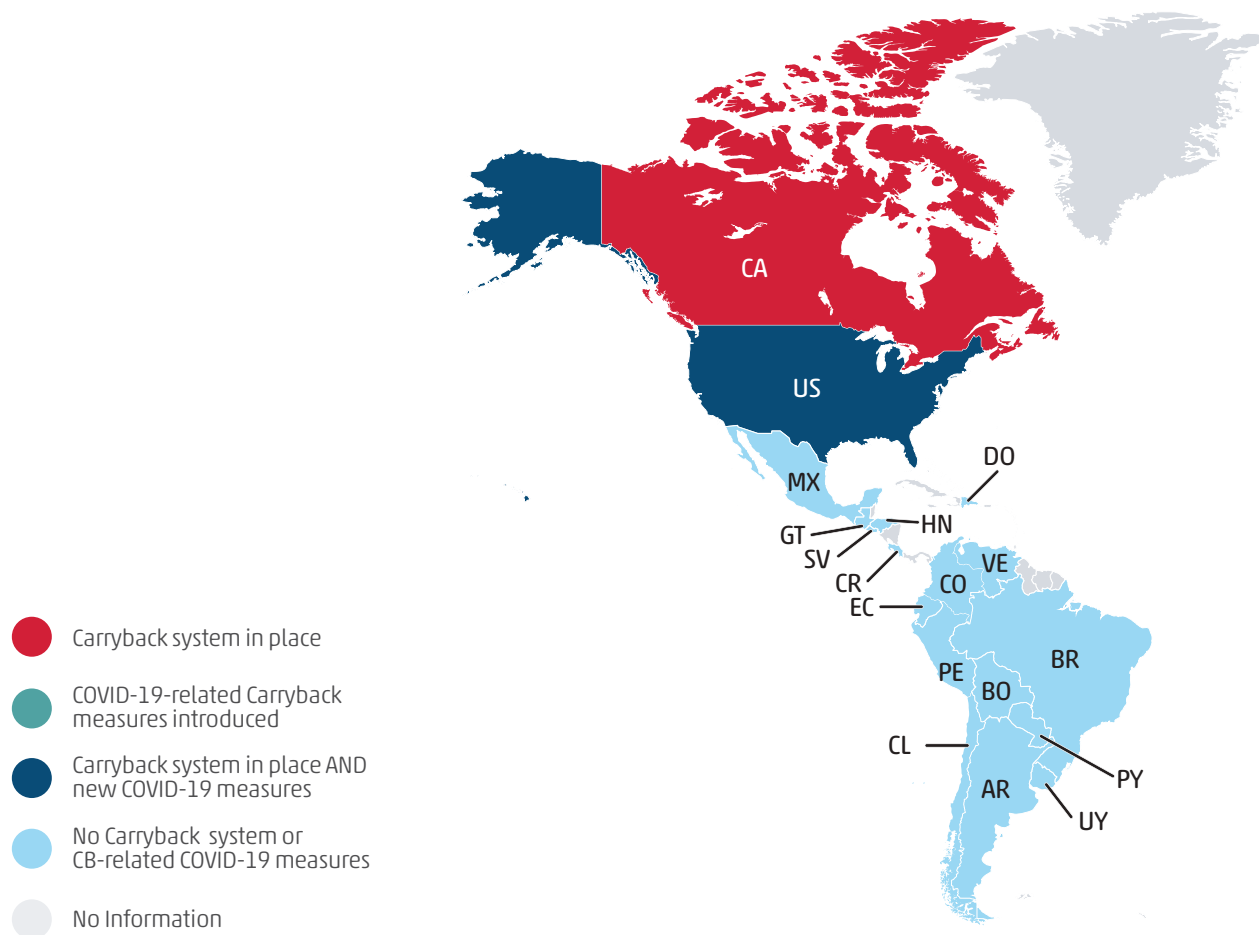 CA
US
DO
MX
HN
GT
SV
VE
CR
CO
EC
BR
PE
BO
CL
PY
AR
UY
Carryback system in place
COVID-19-related Carryback
measures introduced
Carryback system in place AND
new COVID-19 measures
No Carryback system or
CB-related COVID-19 measures
No Information